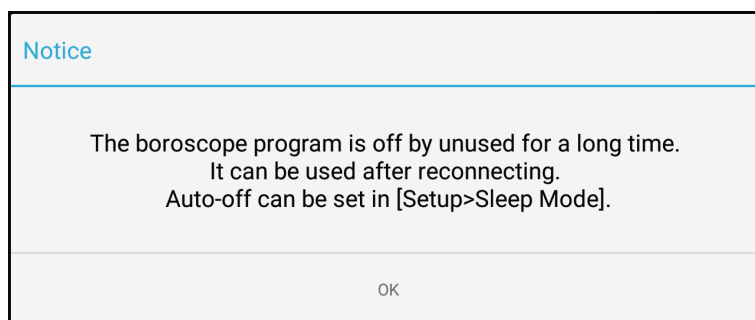 Notice
The boroscope program is off by unused for a long time.
It can be used after reconnecting.
Auto-off can be set in [Setup>Sleep Mode].
OK